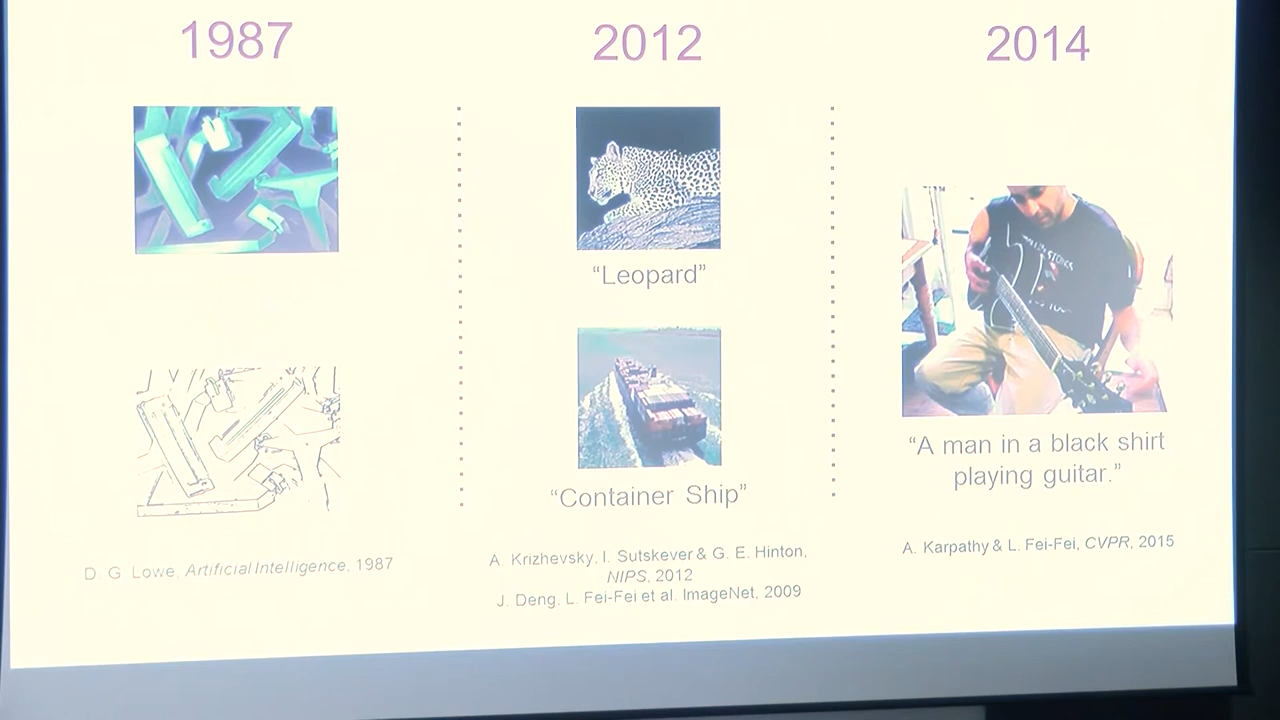 1987
D. G. Lowe, Artificial Intelligence, 1987
2012
“Leopard”
“Container Ship”
A. Krizhevsky, I. Sutskever & G. E. Hinton,
NIPS, 2012
J. Deng, L. Fei-Fei et al. ImageNet, 2009
2014
“A man in a black shirt
playing guitar.”
A. Karpathy & L. Fei-Fei, CVPR, 2015